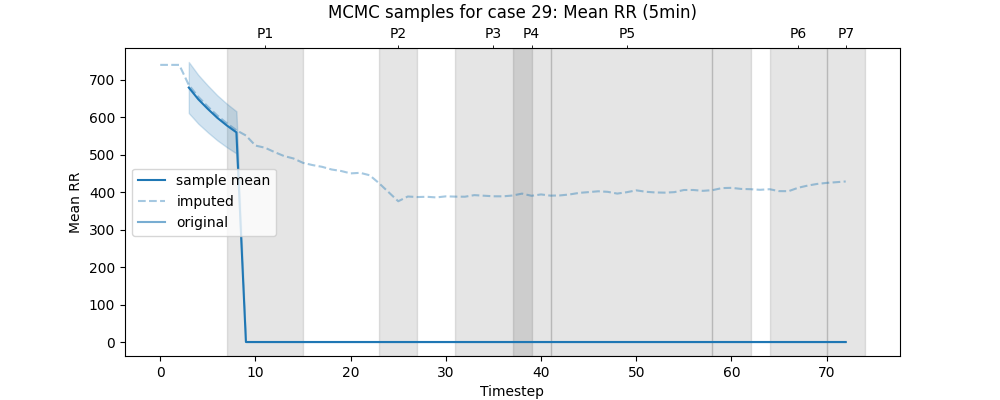 MCMC samples for case 29: Mean RR (5min)
P1 P2 P3 P4 P5 P6 P7
700
600
500
400
300
200
100
0
Mean RR
sample mean
imputed
original
0 10 20 30 40 50 60 70
Timestep